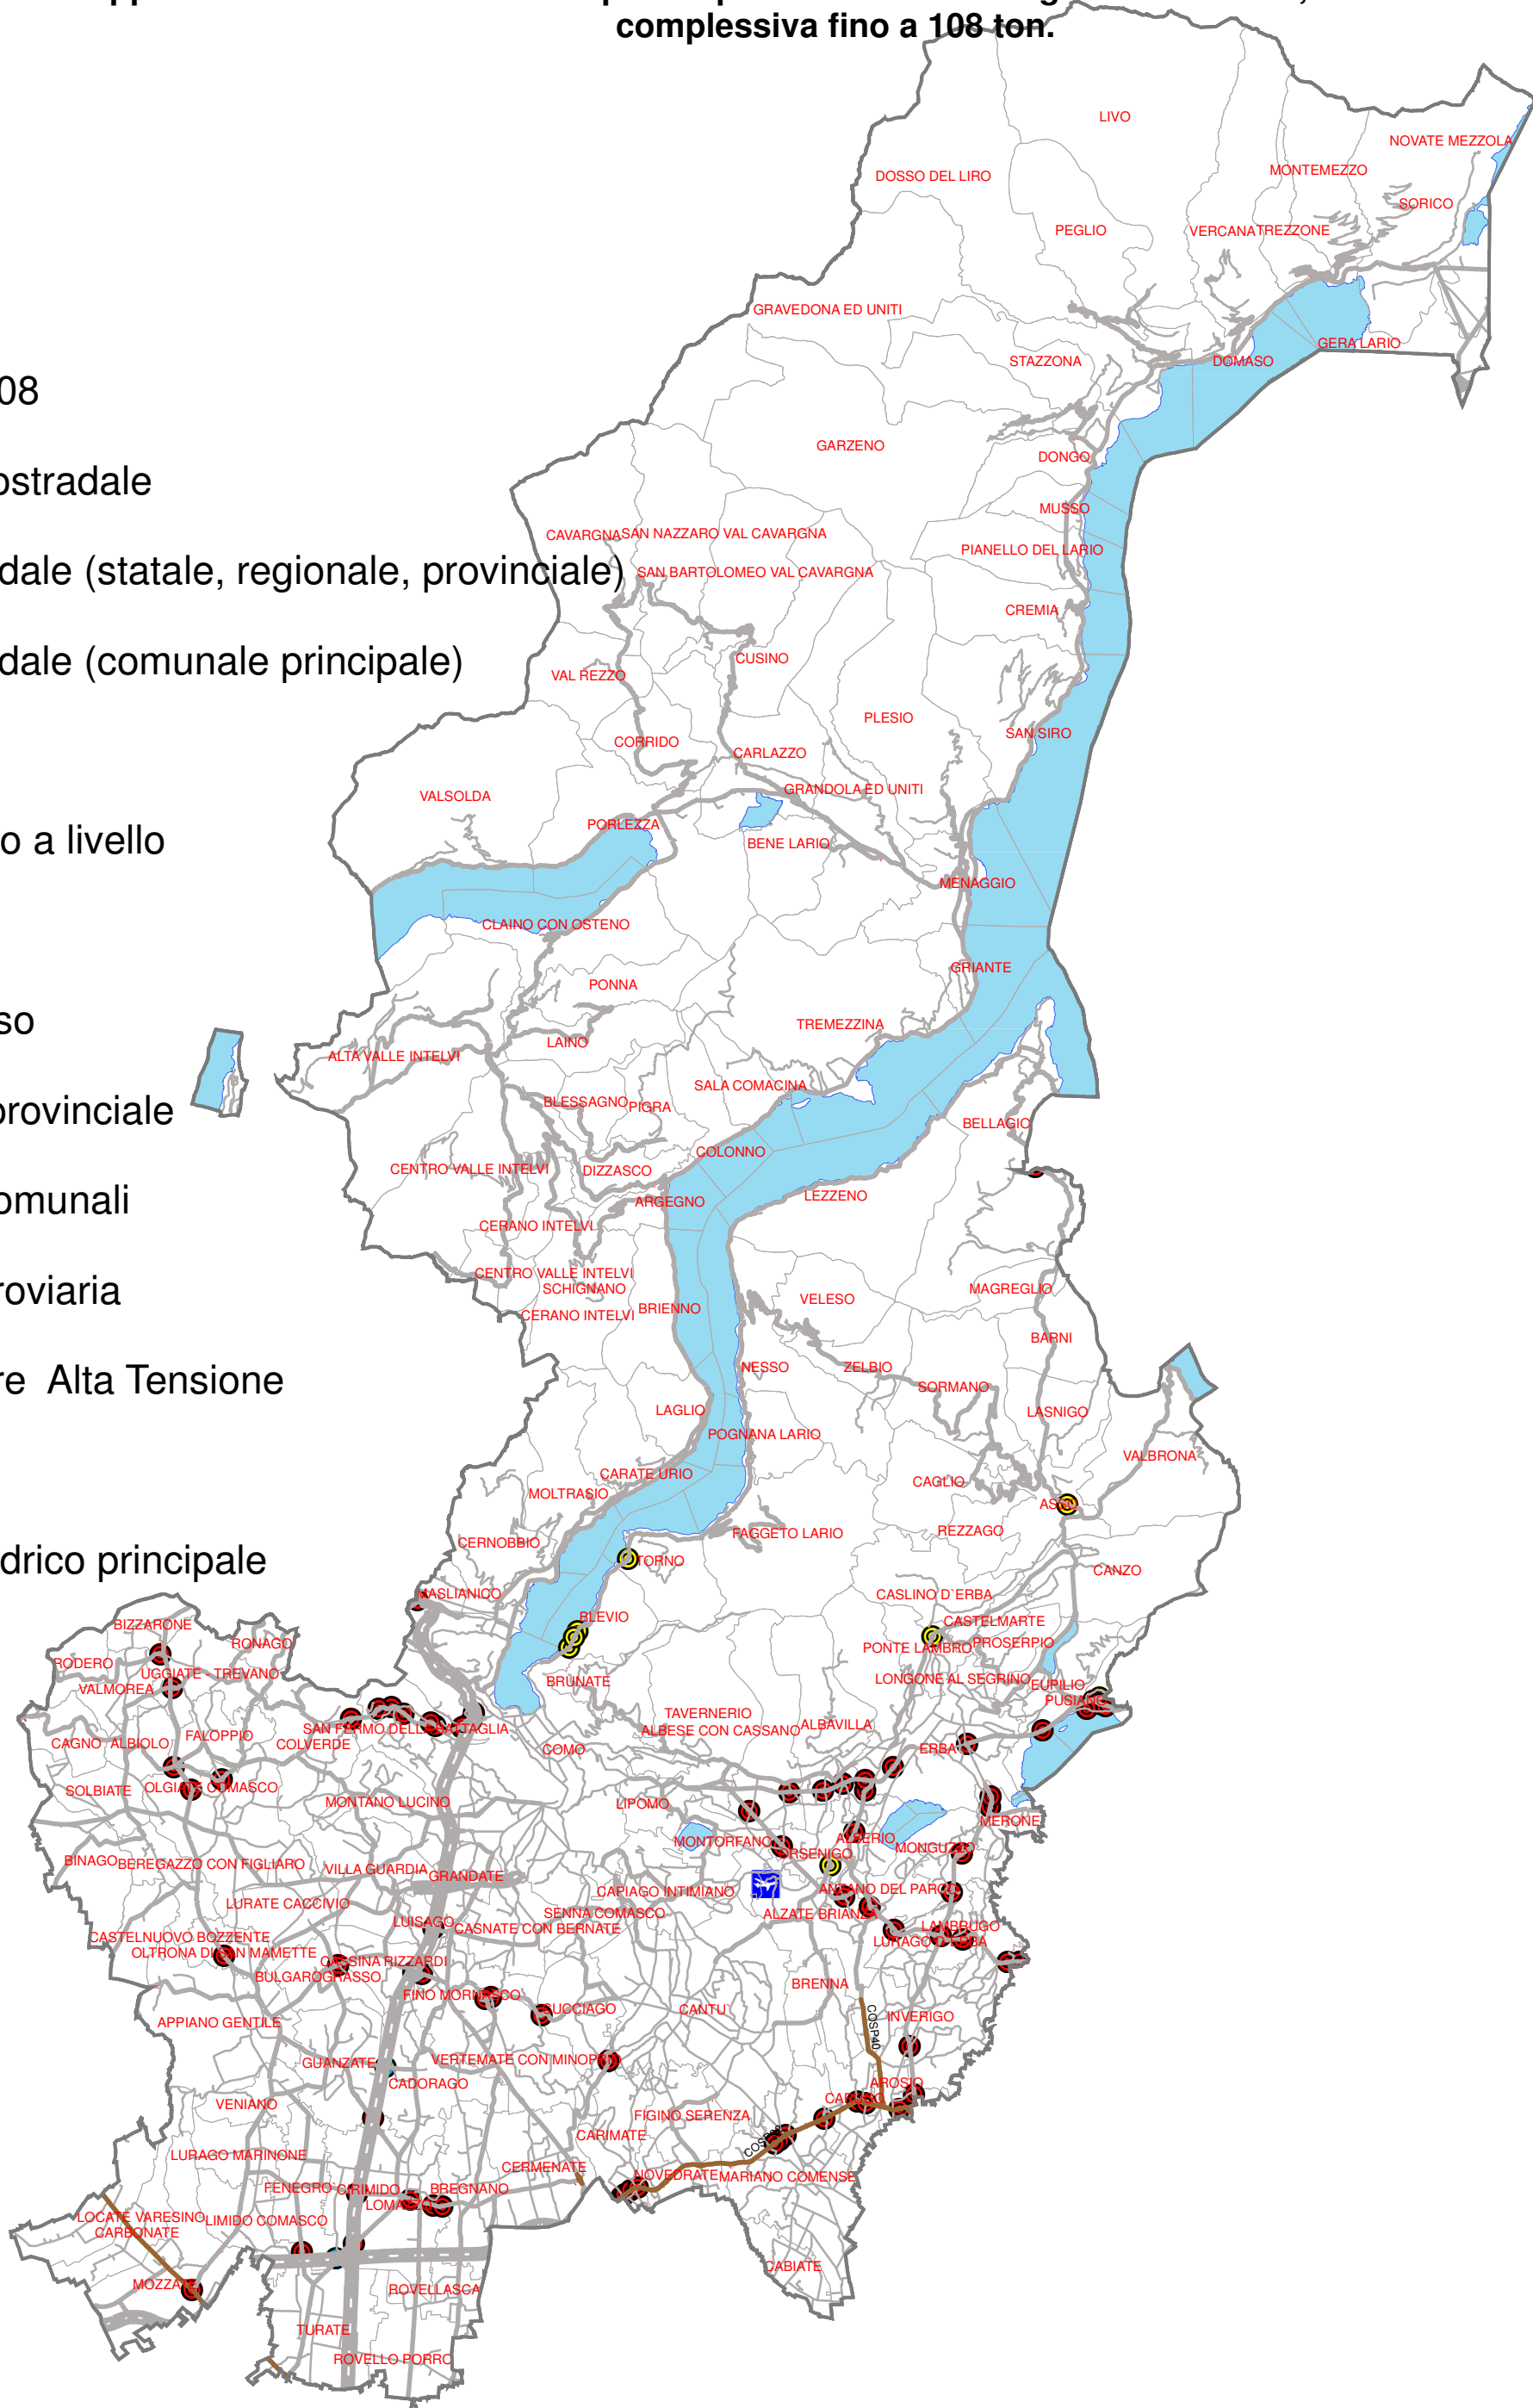 complessiva fino a 108 ton.
LIVO
NOVATE MEZZOLA
MONTEMEZZO
DOSSO DEL LIRO
SORICO
PEGLIO
VERCANA TREZZONE
GRAVEDONA ED UNITI
GERA LARIO
STAZZONA
DOMASO
08
GARZENO
DONGO
ostradale
MUSSO
CAVARGNA SAN NAZZARO VAL CAVARGNA
PIANELLO DEL LARIO
dale (statale, regionale, provinciale)
SAN BARTOLOMEO VAL CAVARGNA
CREMIA
dale (comunale principale)
CUSINO
VAL REZZO
PLESIO
SAN SIRO
CORRIDO
CARLAZZO
GRANDOLA ED UNITI
VALSOLDA
PORLEZZA
o a livello
BENE LARIO
MENAGGIO
CLAINO CON OSTENO
GRIANTE
PONNA
so
TREMEZZINA
LAINO
ALTA VALLE INTELVI
SALA COMACINA
BLESSAGNO PIGRA
provinciale
BELLAGIO
COLONNO
CENTRO VALLE INTELVI
DIZZASCO
LEZZENO
omunali
ARGEGNO
CERANO INTELVI
CENTRO VALLE INTELVI
SCHIGNANO
MAGREGLIO
roviaria
VELESO
BRIENNO
CERANO INTELVI
BARNI
NESSO
ZELBIO
re Alta Tensione
SORMANO
LAGLIO
LASNIGO
POGNANA LARIO
VALBRONA
CARATE URIO
CAGLIO
MOLTRASIO
ASSO
REZZAGO
FAGGETO LARIO
CERNOBBIO
TORNO
drico principale
CANZO
MASLIANICO
CASLINO D`ERBA
BLEVIO
CASTELMARTE
BIZZARONE
RONAGO
PONTE LAMBRO PROSERPIO
RODERO
UGGIATE - TREVANO
BRUNATE
LONGONE AL SEGRINO
EUPILIO
VALMOREA
PUSIANO
TAVERNERIO
SAN FERMO DELLA BATTAGLIA
ALBESE CON CASSANO ALBAVILLA
FALOPPIO
CAGNO ALBIOLO
COLVERDE
COMO
ERBA
SOLBIATE
OLGIATE COMASCO
MONTANO LUCINO
LIPOMO
MERONE
MONTORFANO
ALSERIO
ORSENIGO
MONGUZZO
BINAGO BEREGAZZO CON FIGLIARO
VILLA GUARDIA
GRANDATE
CAPIAGO INTIMIANO
ANZANO DEL PARCO
LURATE CACCIVIO
SENNA COMASCO
ALZATE BRIANZA
LUISAGO
CASNATE CON BERNATE
LAMBRUGO
CASTELNUOVO BOZZENTE
LURAGO D`ERBA
OLTRONA DI SAN MAMETTE
CASSINA RIZZARDI
BULGAROGRASSO
BRENNA
FINO MORNASCO
CUCCIAGO
CANTU`
INVERIGO
APPIANO GENTILE
COSP40
GUANZATE
VERTEMATE CON MINOPRIO
CADORAGO
AROSIO
CARUGO
VENIANO
FIGINO SERENZA
CARIMATE
LURAGO MARINONE
CERMENATE
NOVEDRATE MARIANO COMENSE
FENEGRO` CIRIMIDO
BREGNANO
LOMAZZO
LOCATE VARESINO
LIMIDO COMASCO
CARBONATE
CABIATE
MOZZATE
ROVELLASCA
TURATE
ROVELLO PORRO